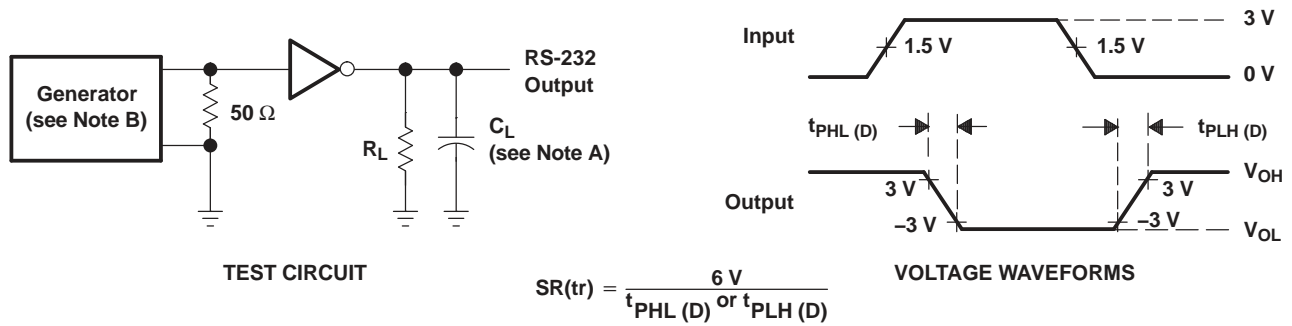 Generator
(see Note B)
50 Ω
RS-232
Output
R_L
C_L
(see Note A)
TEST CIRCUIT
Input
3 V
1.5 V
1.5 V
0 V
t_PHL (D)
t_PLH (D)
Output
3 V
3 V
V_OH
–3 V
–3 V
V_OL
VOLTAGE WAVEFORMS
SR(tr) = 6 V / t_PHL (D) or t_PLH (D)